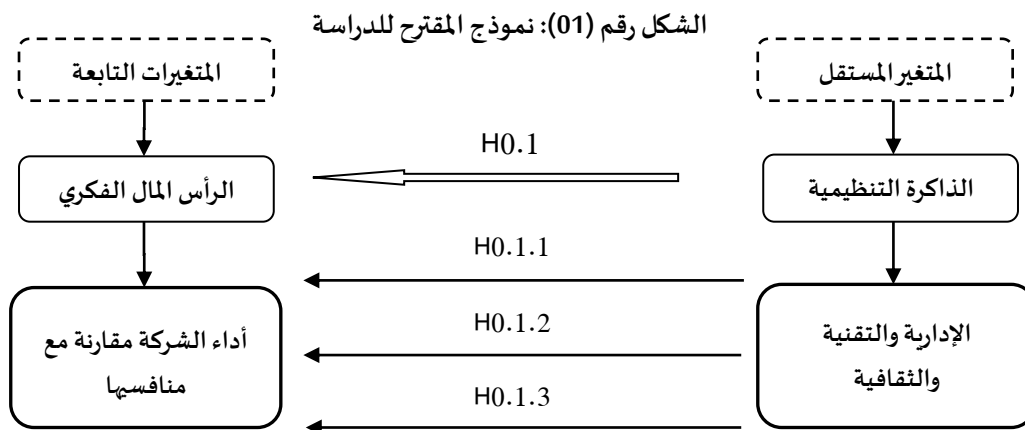 الشكل رقم (01): نموذج المقترح للدراسة
المتغير المستقل
المتغيرات التابعة
H0.1
الذاكرة التنظيمية
الرأس المال الفكري
H0.1.1
الإدارية والتقنية
والثقافية
H0.1.2
أداء الشركة مقارنة مع
منافسيها
H0.1.3